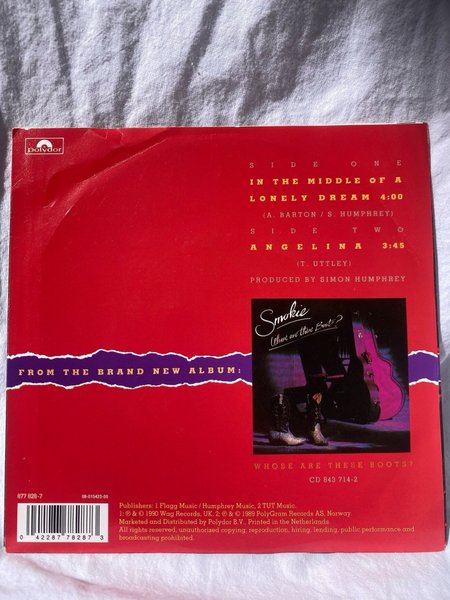 polydor
SIDE ONE
IN THE MIDDLE OF A
LONELY DREAM 4:00
(A. BARTON / S. HUMPHREY)
SIDE TWO
ANGELINA 3:45
(T. UTTLEY)
PRODUCED BY SIMON HUMPHREY
Smokie
Whose are these Boots?
FROM THE BRAND NEW ALBUM:
WHOSE ARE THESE BOOTS?
CD 843 714-2
877 828-7
0 42287 78287 3
Publishers: 1 Flagg Music / Humphrey Music, 2 TUT Music.
1: ℗ & © 1990 Wag Records, UK. 2: ℗ & © 1989 PolyGram Records AS, Norway.
Marketed and Distributed by Polydor B.V.. Printed in the Netherlands.
All rights reserved, unauthorised copying, reproduction, hiring, lending, public performance and
broadcasting prohibited.